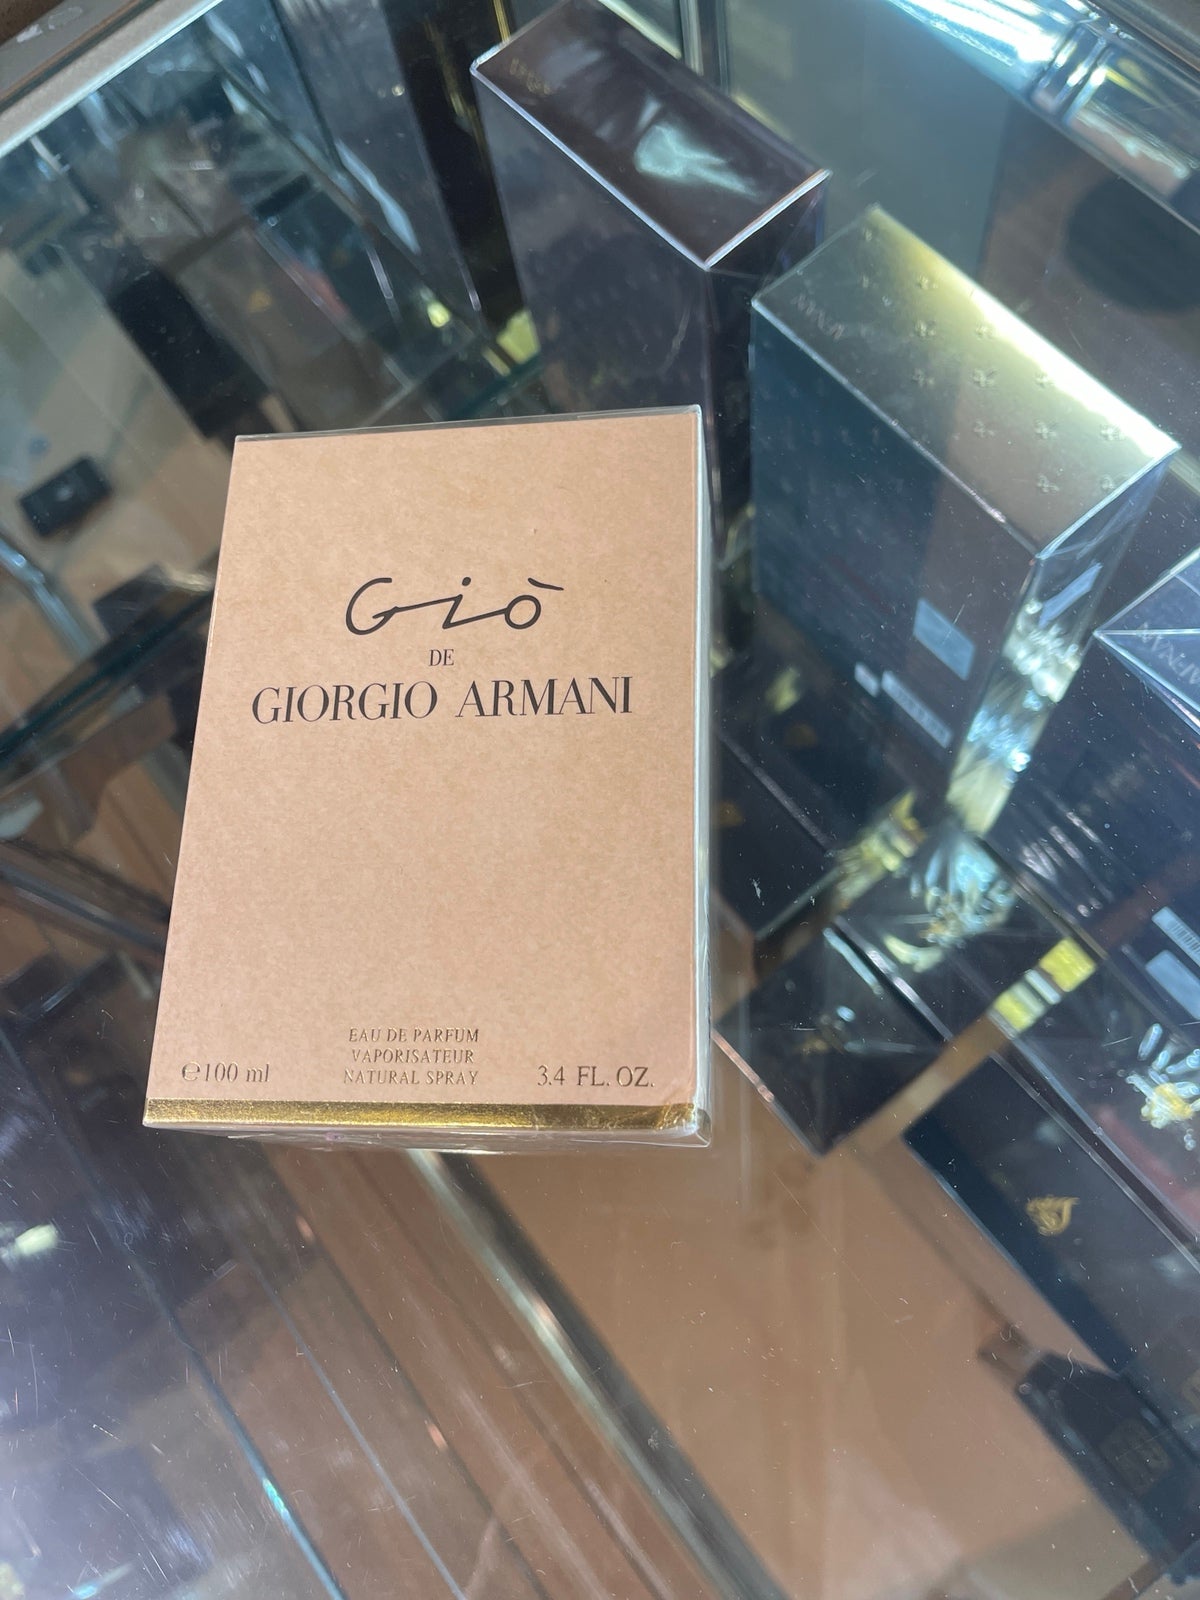 Giò
DE
GIORGIO ARMANI
EAU DE PARFUM
VAPORISATEUR
NATURAL SPRAY
℮100 ml
3.4 FL. OZ.